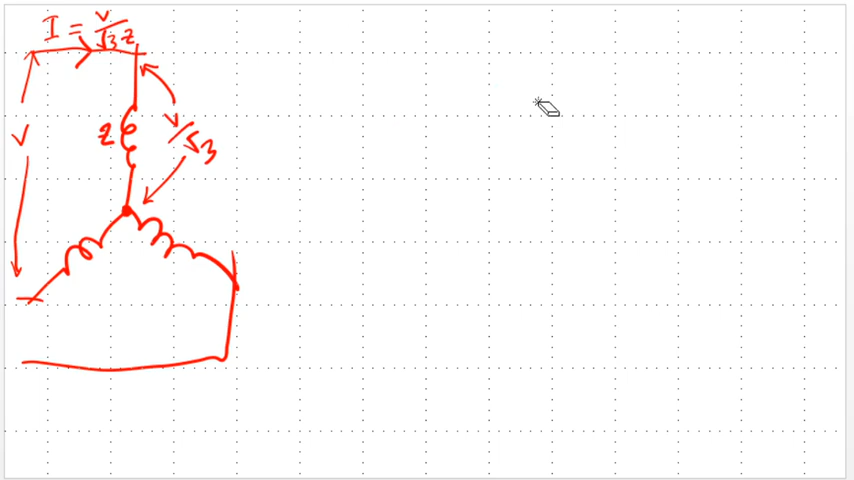 I = V/√3 Z
V
Z
V/√3